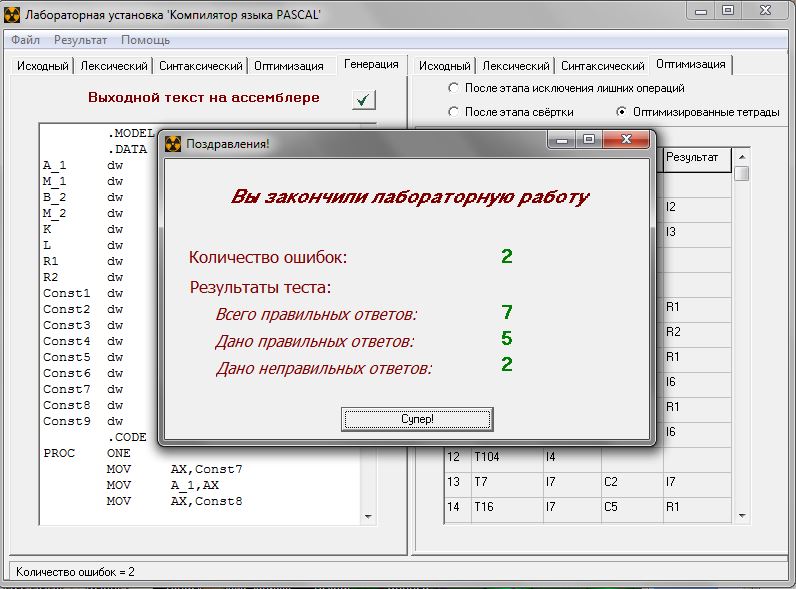 Лабораторная установка 'Компилятор языка PASCAL'
Файл Результат Помощь
Исходный Лексический Синтаксический Оптимизация Генерация
Выходной текст на ассемблере
.MODEL
.DATA
A_1 dw
M_1 dw
B_2 dw
M_2 dw
K dw
L dw
R1 dw
R2 dw
Const1 dw
Const2 dw
Const3 dw
Const4 dw
Const5 dw
Const6 dw
Const7 dw
Const8 dw
Const9 dw
.CODE
PROC ONE
MOV AX,Const7
MOV A_1,AX
MOV AX,Const8
Исходный Лексический Синтаксический Оптимизация
После этапа исключения лишних операций
После этапа свёртки Оптимизированные тетрады
Результат
I2
I3
R1
R2
R1
I6
R1
I6
12 T104 I4
13 T7 I7 C2 I7
14 T16 I7 C5 R1
Поздравления!
Вы закончили лабораторную работу
Количество ошибок: 2
Результаты теста:
Всего правильных ответов: 7
Дано правильных ответов: 5
Дано неправильных ответов: 2
Супер!
Количество ошибок = 2